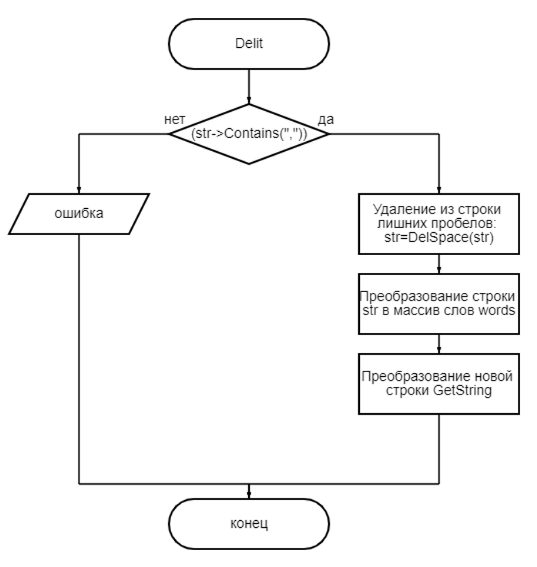 Delit
нет
да
(str->Contains(","))
ошибка
Удаление из строки
лишних пробелов:
str=DelSpace(str)
Преобразование строки
str в массив слов words
Преобразование новой
строки GetString
конец